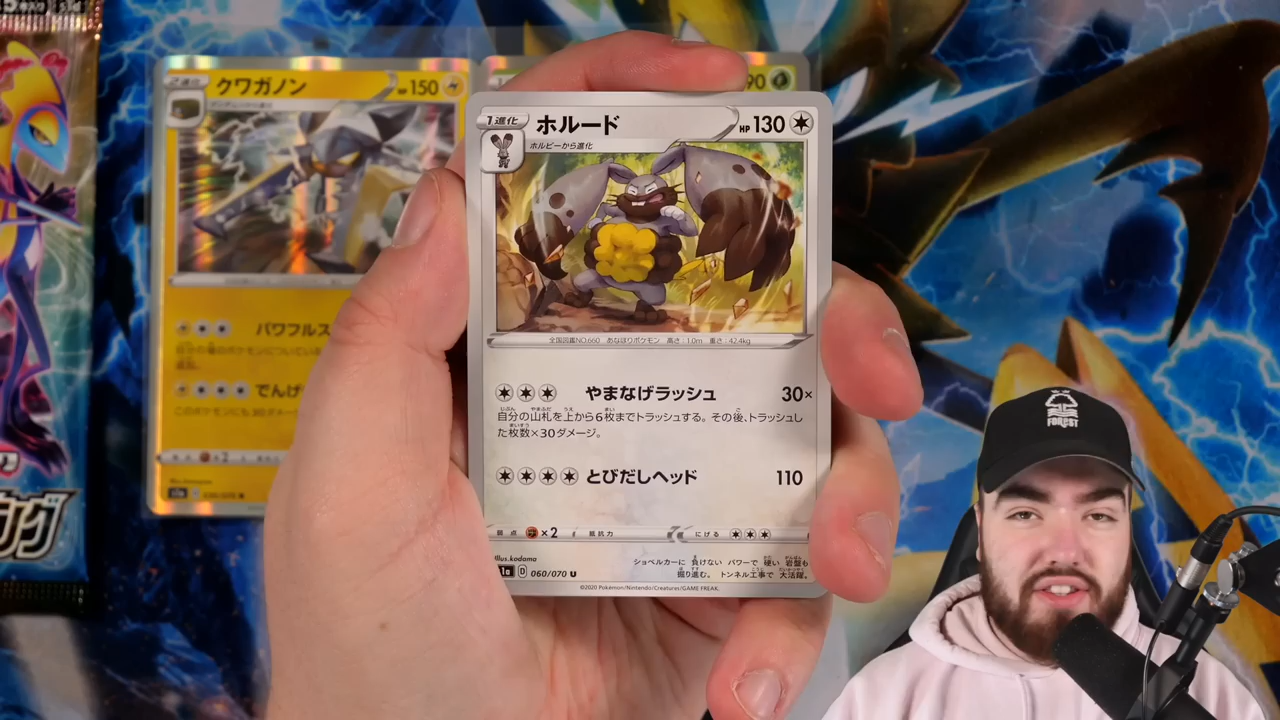 クワガノン
HP 150
90
1進化
ホルード
HP 130
ホルビーから進化
全国図鑑NO.660 あなほりポケモン 高さ:1.0m 重さ:42.4kg
やまなげラッシュ 30×
自分の山札を上から6枚までトラッシュする。その後、トラッシュし
た枚数×30ダメージ。
とびだしヘッド 110
弱点 ×2 抵抗力 にげる
Illus.kodama
D 060/070 U
ショベルカーに 負けない パワーで 硬い 岩盤も
掘り進む。 トンネル工事で 大活躍。
©2020 Pokémon/Nintendo/Creatures/GAME FREAK.
パワフルス
でんげ
×2
FOREST